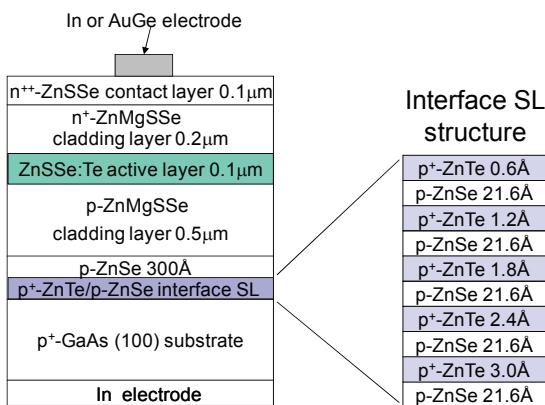 In or AuGe electrode
n⁺⁺-ZnSSe contact layer 0.1μm
n⁺-ZnMgSSe
cladding layer 0.2μm
ZnSSe:Te active layer 0.1μm
p-ZnMgSSe
cladding layer 0.5μm
p-ZnSe 300Å
p⁺-ZnTe/p-ZnSe interface SL
p⁺-GaAs (100) substrate
In electrode
Interface SL
structure
p⁺-ZnTe 0.6Å
p-ZnSe 21.6Å
p⁺-ZnTe 1.2Å
p-ZnSe 21.6Å
p⁺-ZnTe 1.8Å
p-ZnSe 21.6Å
p⁺-ZnTe 2.4Å
p-ZnSe 21.6Å
p⁺-ZnTe 3.0Å
p-ZnSe 21.6Å